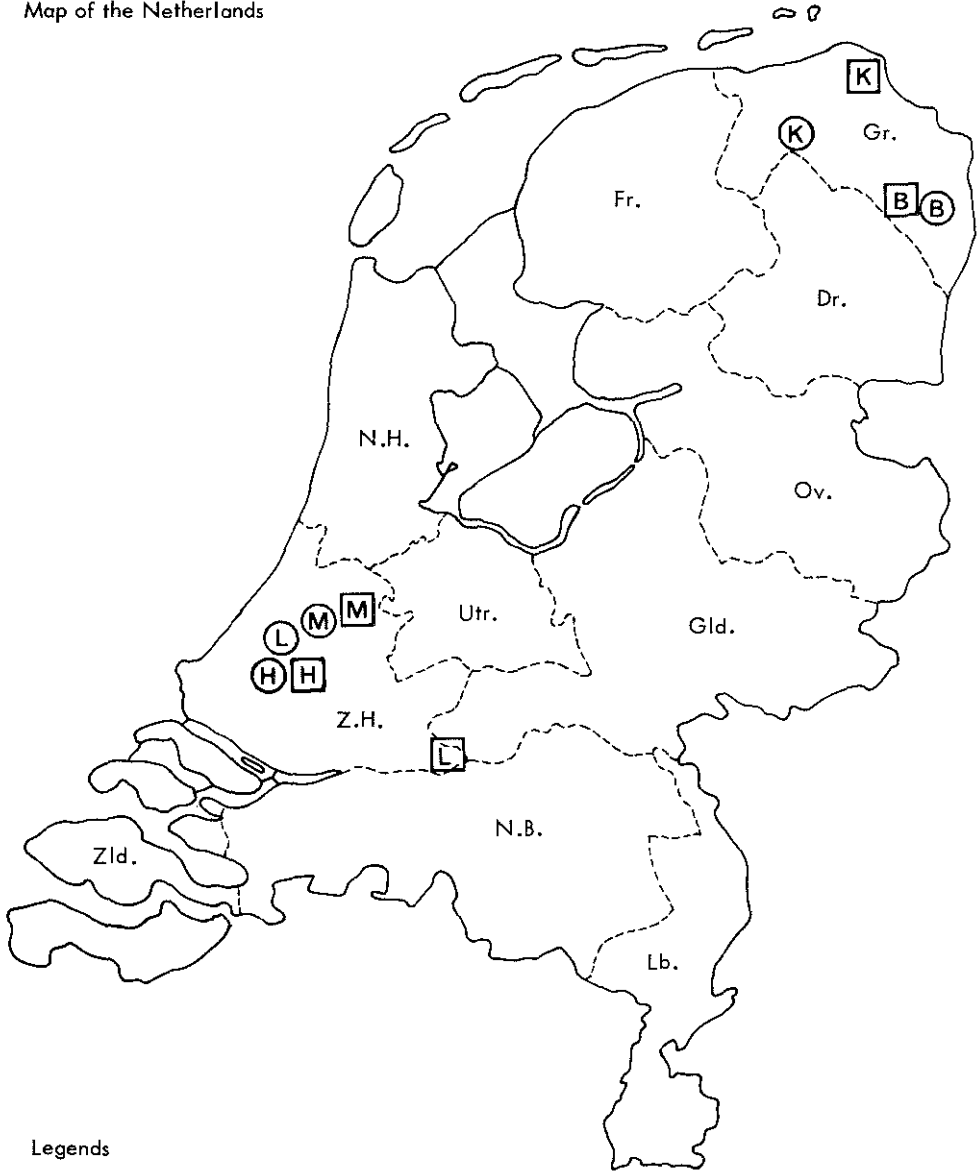 Map of the Netherlands
K
K
Gr.
Fr.
B
B
Dr.
N.H.
Ov.
M
M
L
Utr.
Gld.
H
H
Z.H.
L
N.B.
Zld.
Lb.
Legends